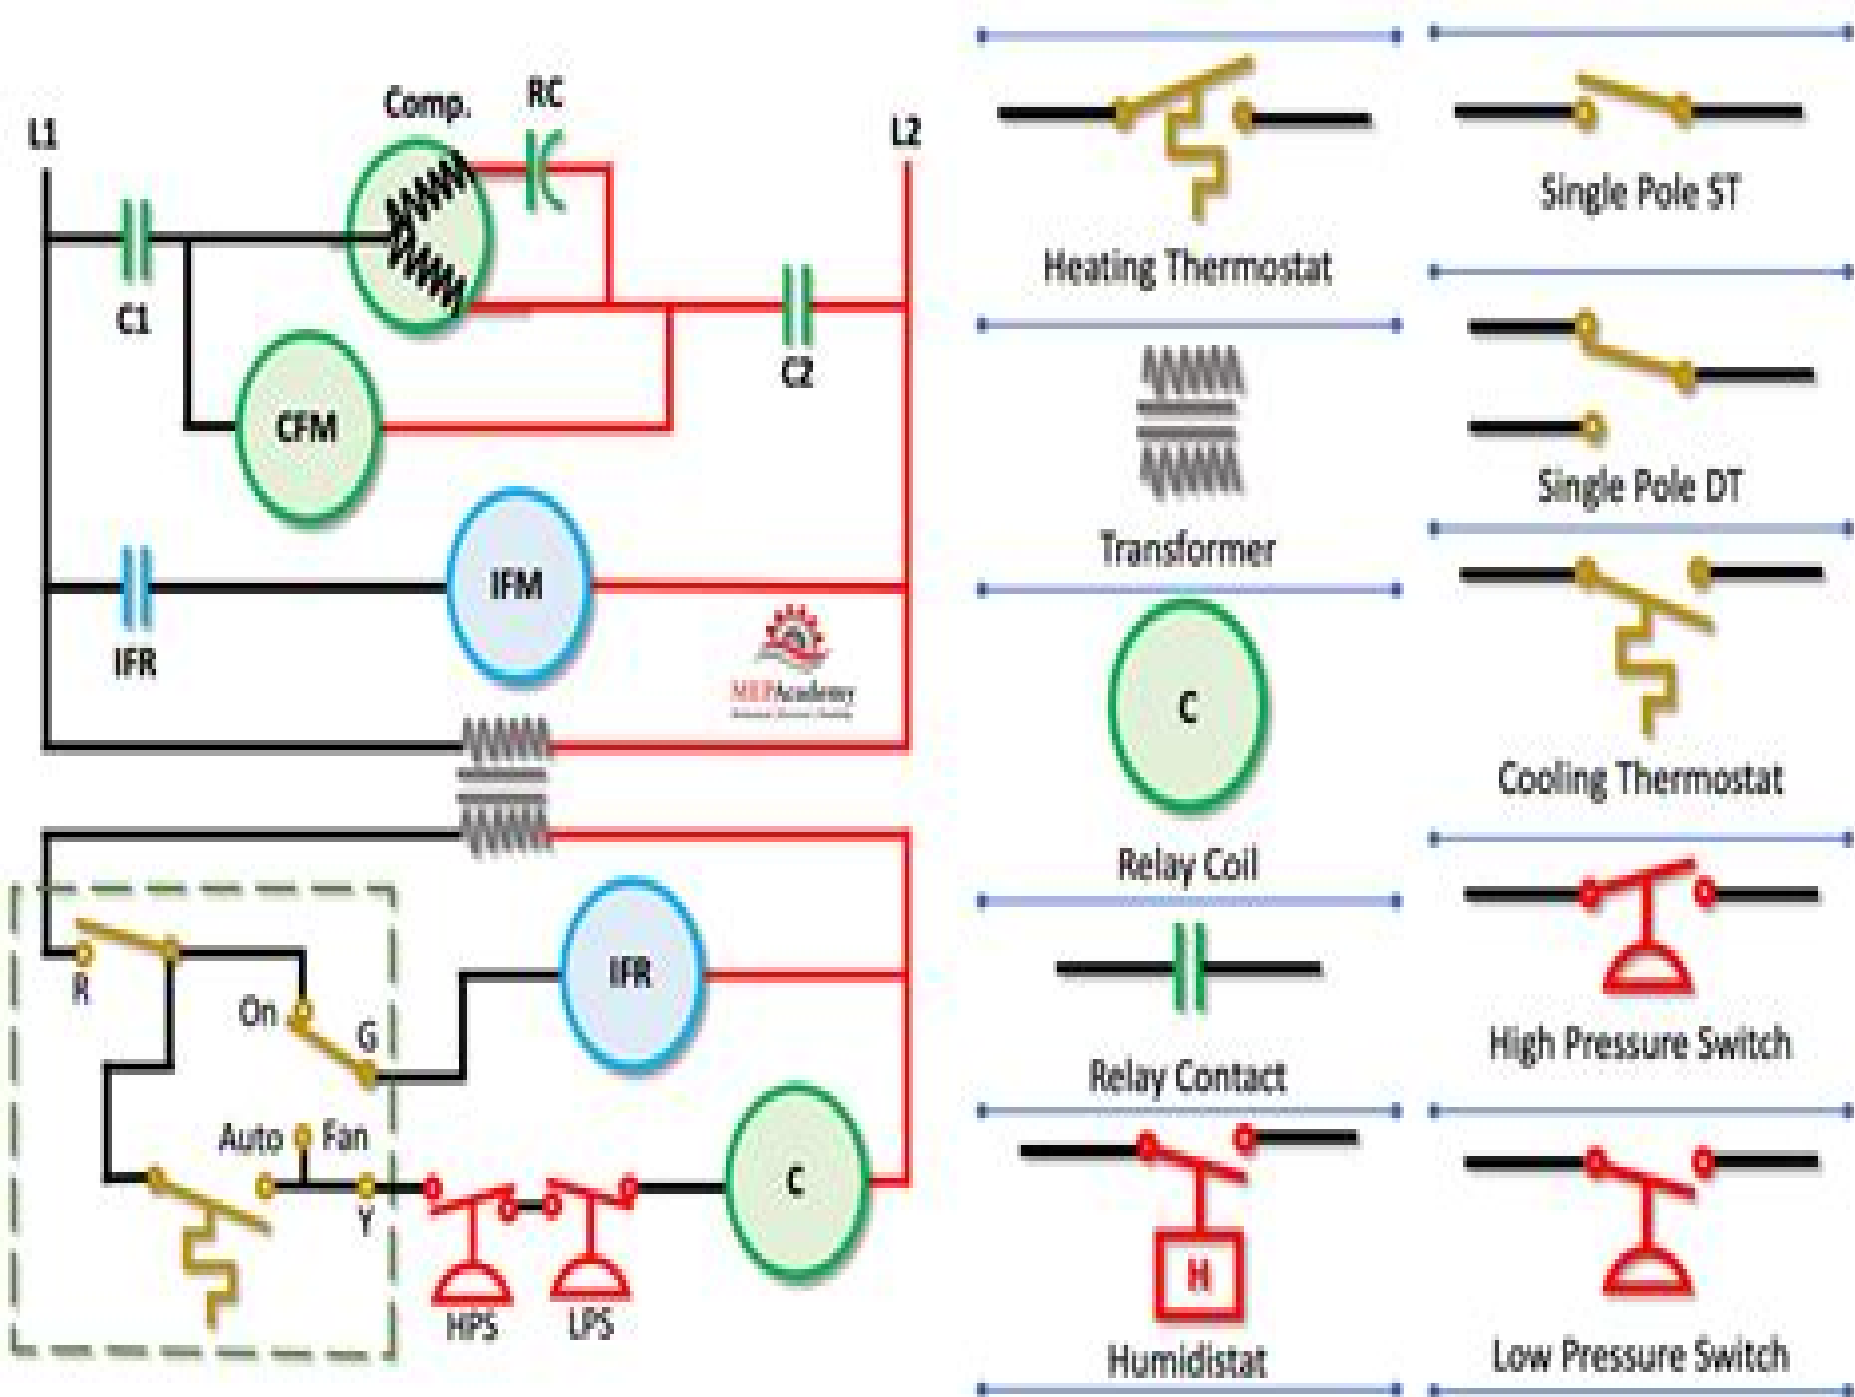 L1
Comp.
RC
L2
C1
C2
CFM
IFM
IFR
MEPAcademy
IFR
R
On
G
Auto
Fan
Y
C
HPS
LPS
Heating Thermostat
Transformer
C
Relay Coil
Relay Contact
H
Humidistat
Single Pole ST
Single Pole DT
Cooling Thermostat
High Pressure Switch
Low Pressure Switch